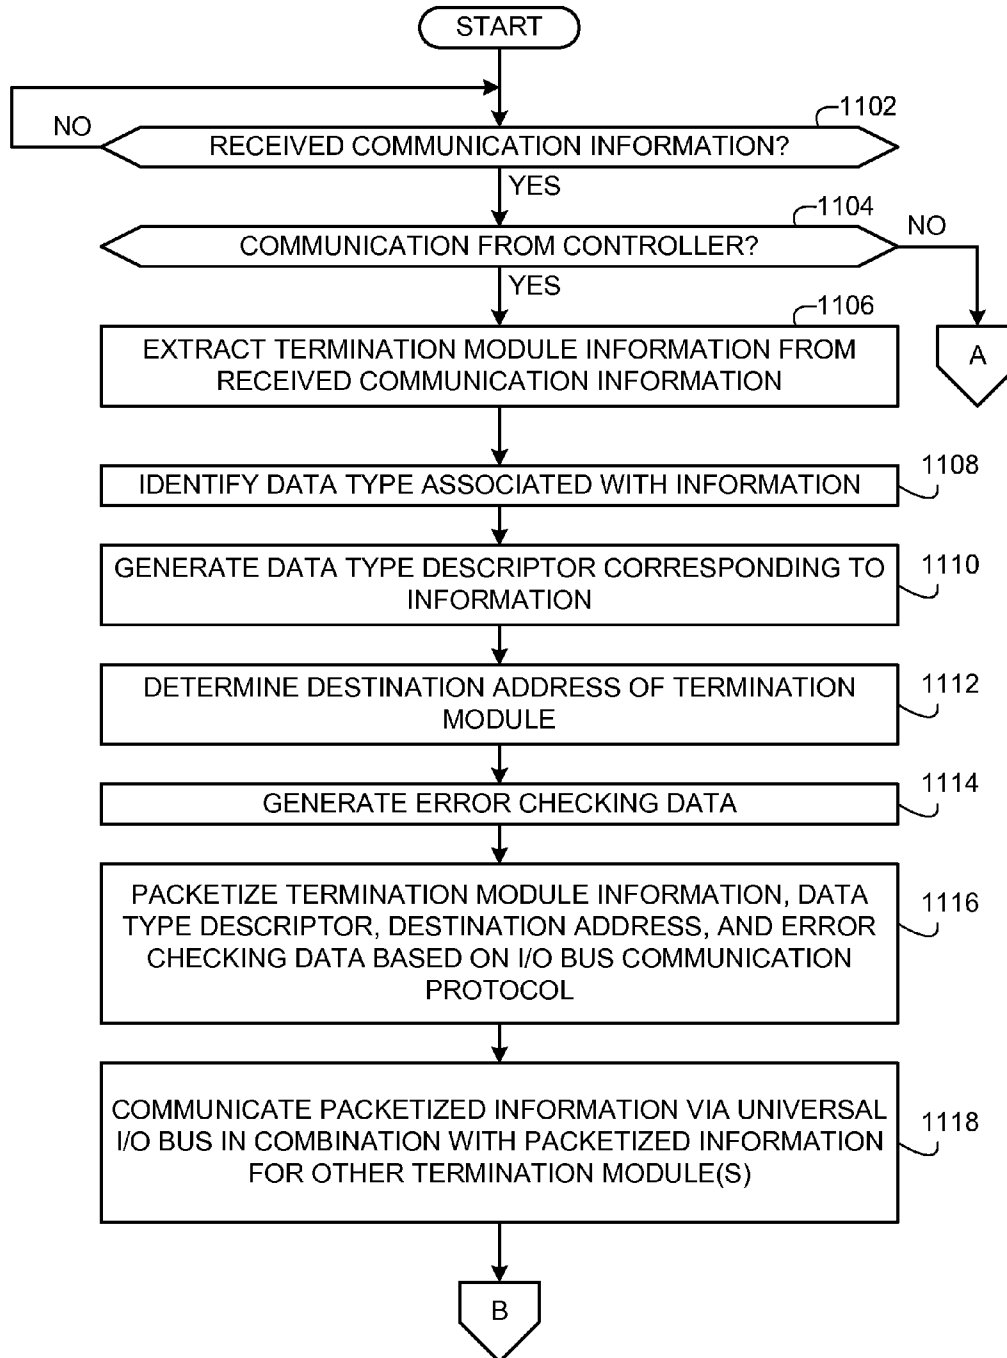 START
1102
NO
RECEIVED COMMUNICATION INFORMATION?
YES
1104
NO
COMMUNICATION FROM CONTROLLER?
YES
1106
EXTRACT TERMINATION MODULE INFORMATION FROM
RECEIVED COMMUNICATION INFORMATION
A
IDENTIFY DATA TYPE ASSOCIATED WITH INFORMATION
1108
GENERATE DATA TYPE DESCRIPTOR CORRESPONDING TO
INFORMATION
1110
DETERMINE DESTINATION ADDRESS OF TERMINATION
MODULE
1112
GENERATE ERROR CHECKING DATA
1114
PACKETIZE TERMINATION MODULE INFORMATION, DATA
TYPE DESCRIPTOR, DESTINATION ADDRESS, AND ERROR
CHECKING DATA BASED ON I/O BUS COMMUNICATION
PROTOCOL
1116
COMMUNICATE PACKETIZED INFORMATION VIA UNIVERSAL
I/O BUS IN COMBINATION WITH PACKETIZED INFORMATION
FOR OTHER TERMINATION MODULE(S)
1118
B